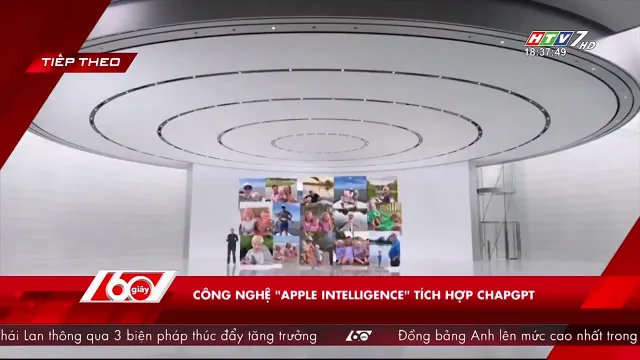 TIẾP THEO
HTV7 HD
18:37:49
60 giây
CÔNG NGHỆ "APPLE INTELLIGENCE" TÍCH HỢP CHAPGPT
hái Lan thông qua 3 biện pháp thúc đẩy tăng trưởng 60 Đồng bảng Anh lên mức cao nhất trong